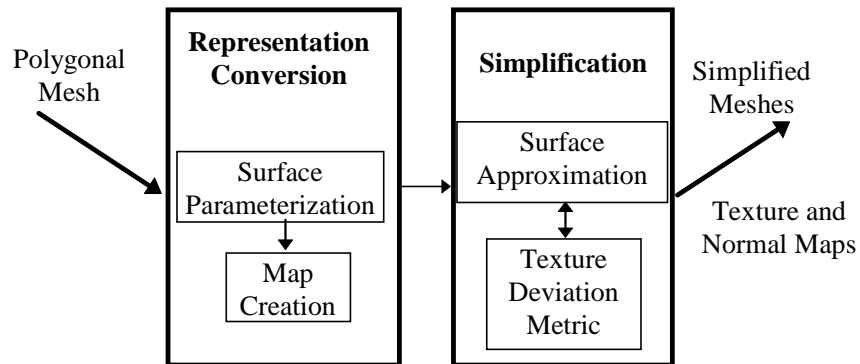 Polygonal
Mesh
Representation
Conversion
Surface
Parameterization
Map
Creation
Simplification
Surface
Approximation
Texture
Deviation
Metric
Simplified
Meshes
Texture and
Normal Maps